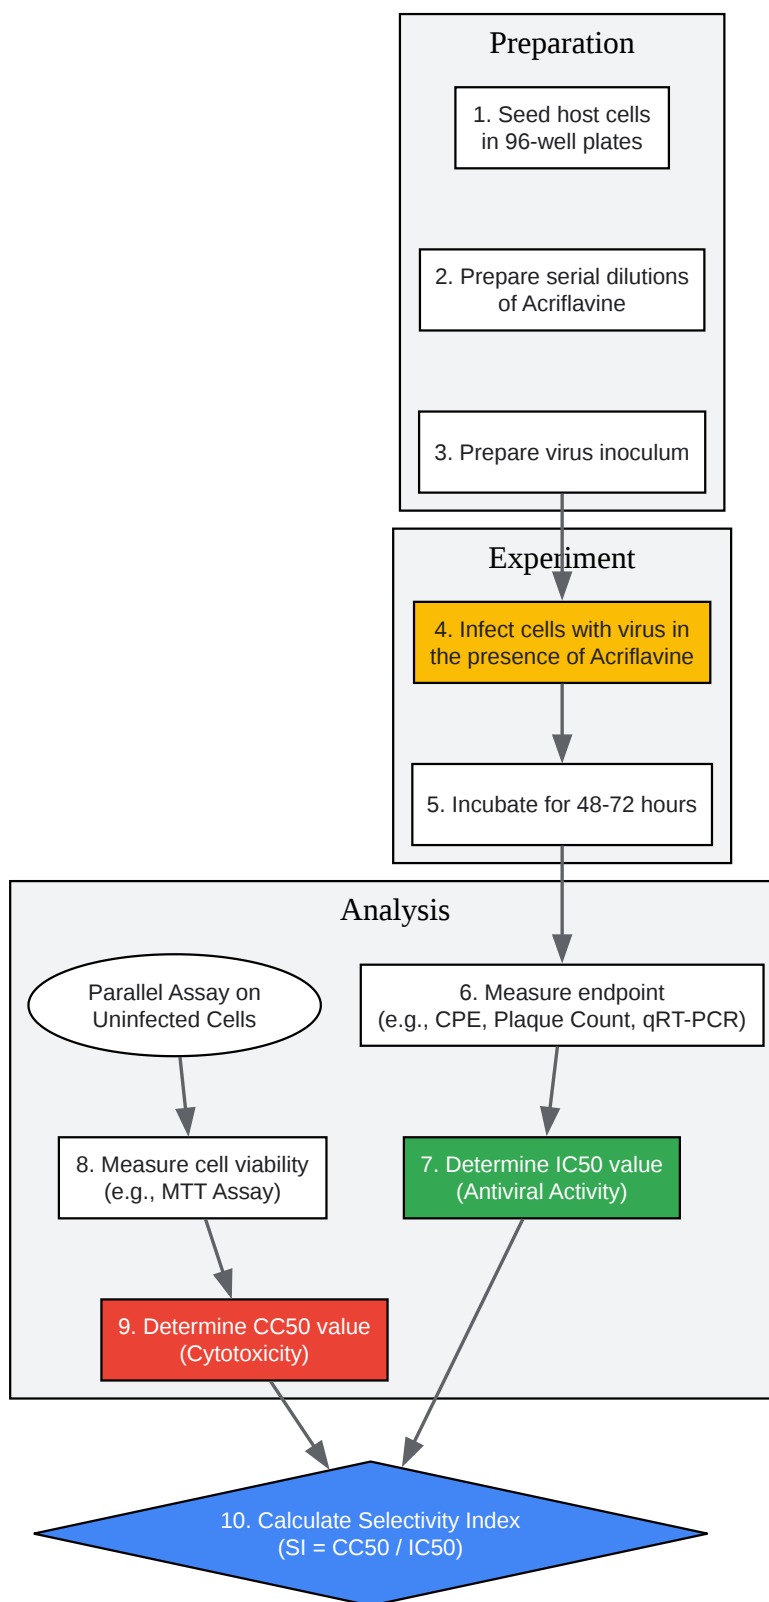 Preparation
1. Seed host cells
in 96-well plates
2. Prepare serial dilutions
of Acriflavine
3. Prepare virus inoculum
Experiment
4. Infect cells with virus in
the presence of Acriflavine
5. Incubate for 48-72 hours
Analysis
Parallel Assay on
Uninfected Cells
6. Measure endpoint
(e.g., CPE, Plaque Count, qRT-PCR)
8. Measure cell viability
(e.g., MTT Assay)
7. Determine IC50 value
(Antiviral Activity)
9. Determine CC50 value
(Cytotoxicity)
10. Calculate Selectivity Index
(SI = CC50 / IC50)